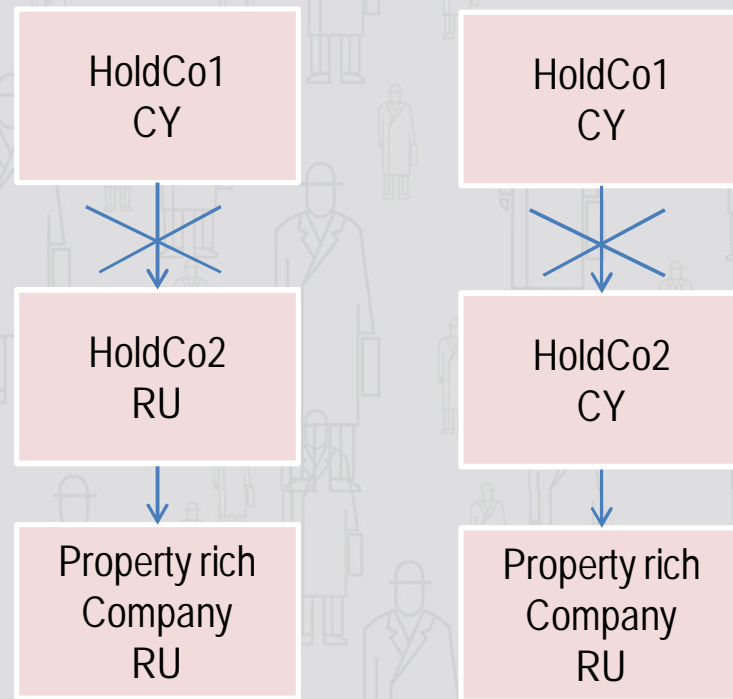 HoldCo1
CY
HoldCo2
RU
Property rich
Company
RU
HoldCo1
CY
HoldCo2
CY
Property rich
Company
RU